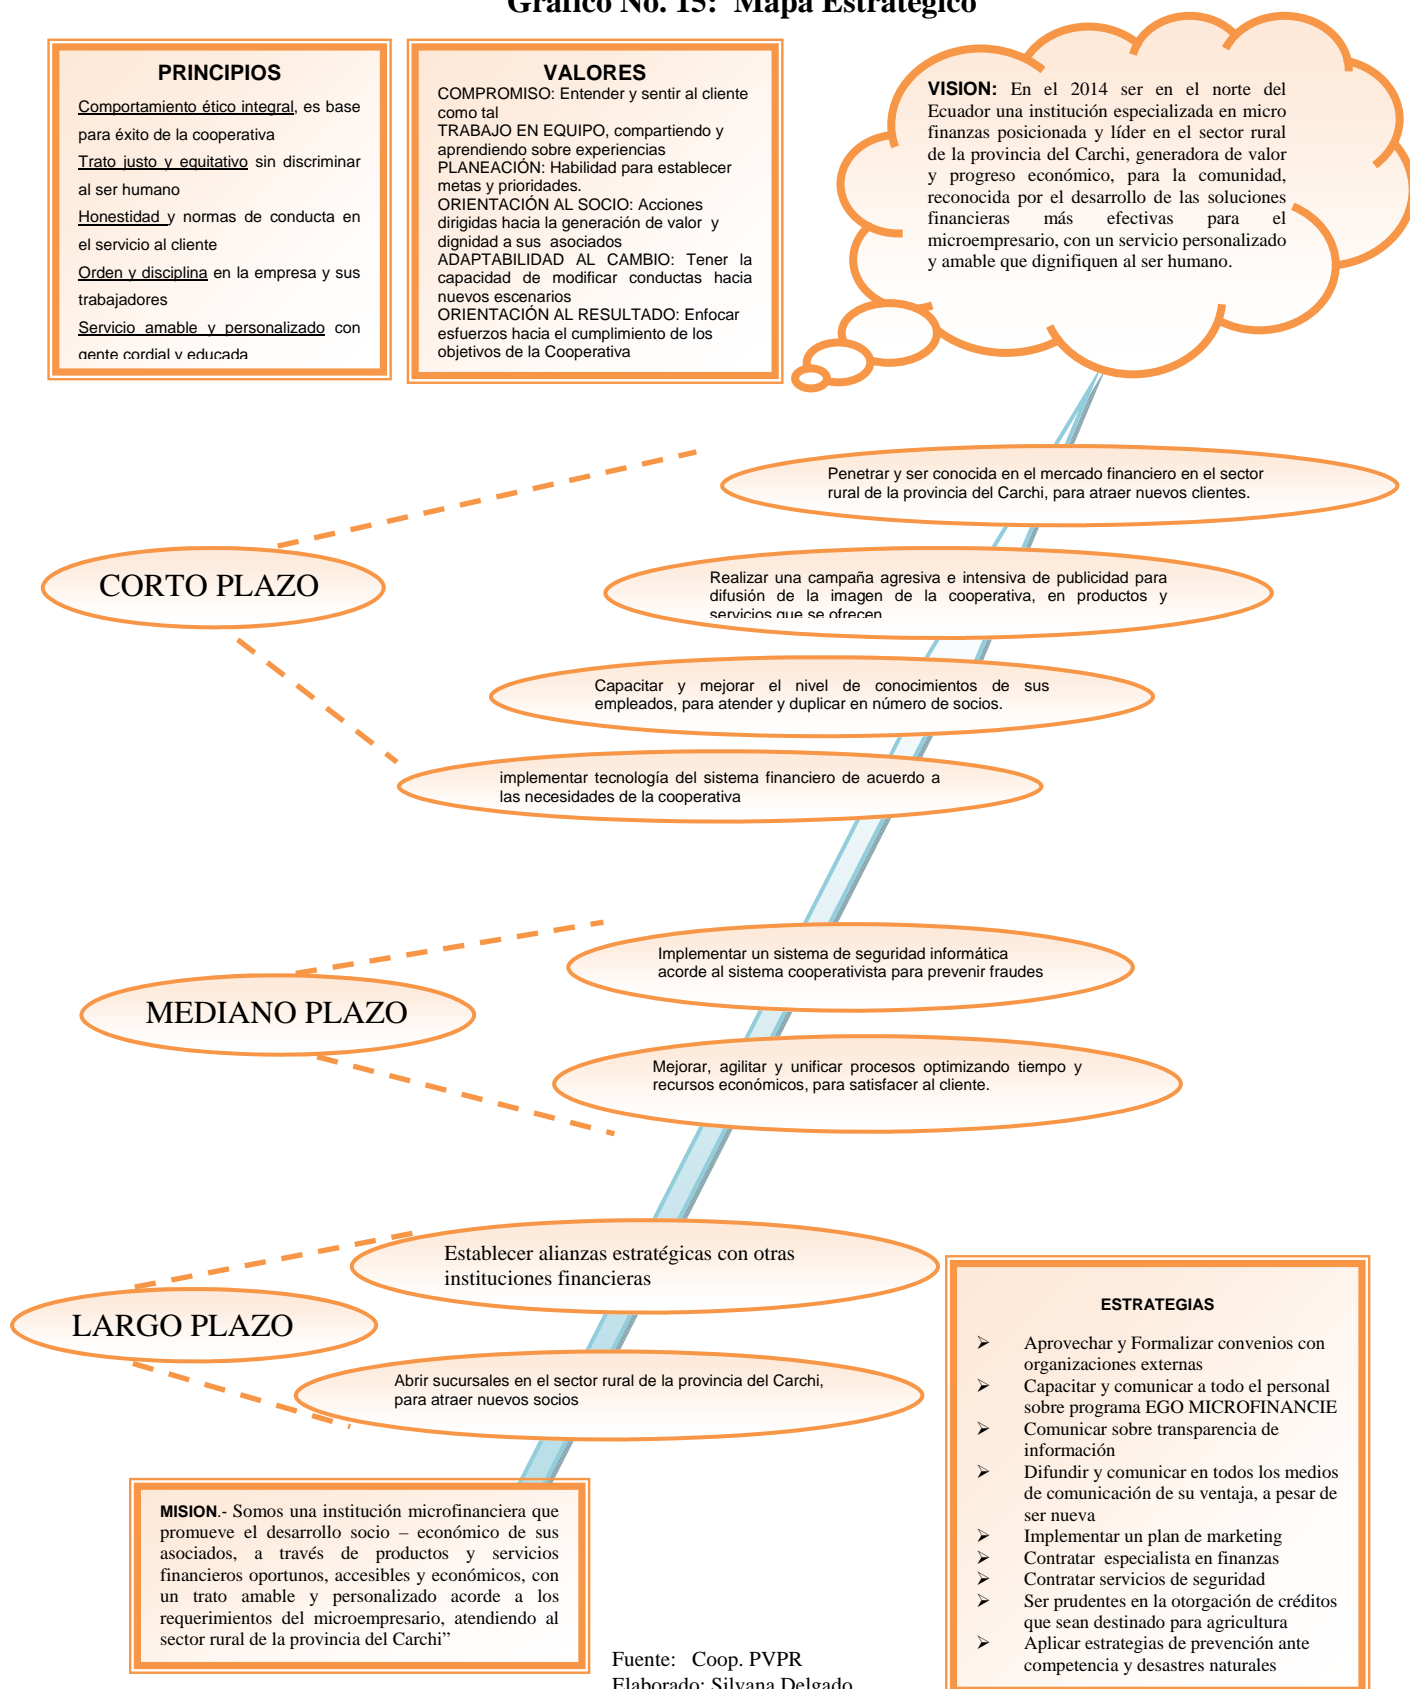 Gráfico No. 15: Mapa Estratégico
PRINCIPIOS
Comportamiento ético integral, es base
para éxito de la cooperativa
Trato justo y equitativo sin discriminar
al ser humano
Honestidad y normas de conducta en
el servicio al cliente
Orden y disciplina en la empresa y sus
trabajadores
Servicio amable y personalizado con
gente cordial y educada
VALORES
COMPROMISO: Entender y sentir al cliente
como tal
TRABAJO EN EQUIPO, compartiendo y
aprendiendo sobre experiencias
PLANEACIÓN: Habilidad para establecer
metas y prioridades.
ORIENTACIÓN AL SOCIO: Acciones
dirigidas hacia la generación de valor y
dignidad a sus asociados
ADAPTABILIDAD AL CAMBIO: Tener la
capacidad de modificar conductas hacia
nuevos escenarios
ORIENTACIÓN AL RESULTADO: Enfocar
esfuerzos hacia el cumplimiento de los
objetivos de la Cooperativa
VISION: En el 2014 ser en el norte del
Ecuador una institución especializada en micro
finanzas posicionada y líder en el sector rural
de la provincia del Carchi, generadora de valor
y progreso económico, para la comunidad,
reconocida por el desarrollo de las soluciones
financieras más efectivas para el
microempresario, con un servicio personalizado
y amable que dignifiquen al ser humano.
Penetrar y ser conocida en el mercado financiero en el sector
rural de la provincia del Carchi, para atraer nuevos clientes.
CORTO PLAZO
Realizar una campaña agresiva e intensiva de publicidad para
difusión de la imagen de la cooperativa, en productos y
servicios que se ofrecen
Capacitar y mejorar el nivel de conocimientos de sus
empleados, para atender y duplicar en número de socios.
implementar tecnología del sistema financiero de acuerdo a
las necesidades de la cooperativa
Implementar un sistema de seguridad informática
acorde al sistema cooperativista para prevenir fraudes
MEDIANO PLAZO
Mejorar, agilitar y unificar procesos optimizando tiempo y
recursos económicos, para satisfacer al cliente.
Establecer alianzas estratégicas con otras
instituciones financieras
LARGO PLAZO
Abrir sucursales en el sector rural de la provincia del Carchi,
para atraer nuevos socios
ESTRATEGIAS
➢ Aprovechar y Formalizar convenios con
organizaciones externas
➢ Capacitar y comunicar a todo el personal
sobre programa EGO MICROFINANCIE
➢ Comunicar sobre transparencia de
información
➢ Difundir y comunicar en todos los medios
de comunicación de su ventaja, a pesar de
ser nueva
➢ Implementar un plan de marketing
➢ Contratar especialista en finanzas
➢ Contratar servicios de seguridad
➢ Ser prudentes en la otorgación de créditos
que sean destinado para agricultura
➢ Aplicar estrategias de prevención ante
competencia y desastres naturales
MISION.- Somos una institución microfinanciera que
promueve el desarrollo socio – económico de sus
asociados, a través de productos y servicios
financieros oportunos, accesibles y económicos, con
un trato amable y personalizado acorde a los
requerimientos del microempresario, atendiendo al
sector rural de la provincia del Carchi”
Fuente: Coop. PVPR
Elaborado: Silvana Delgado